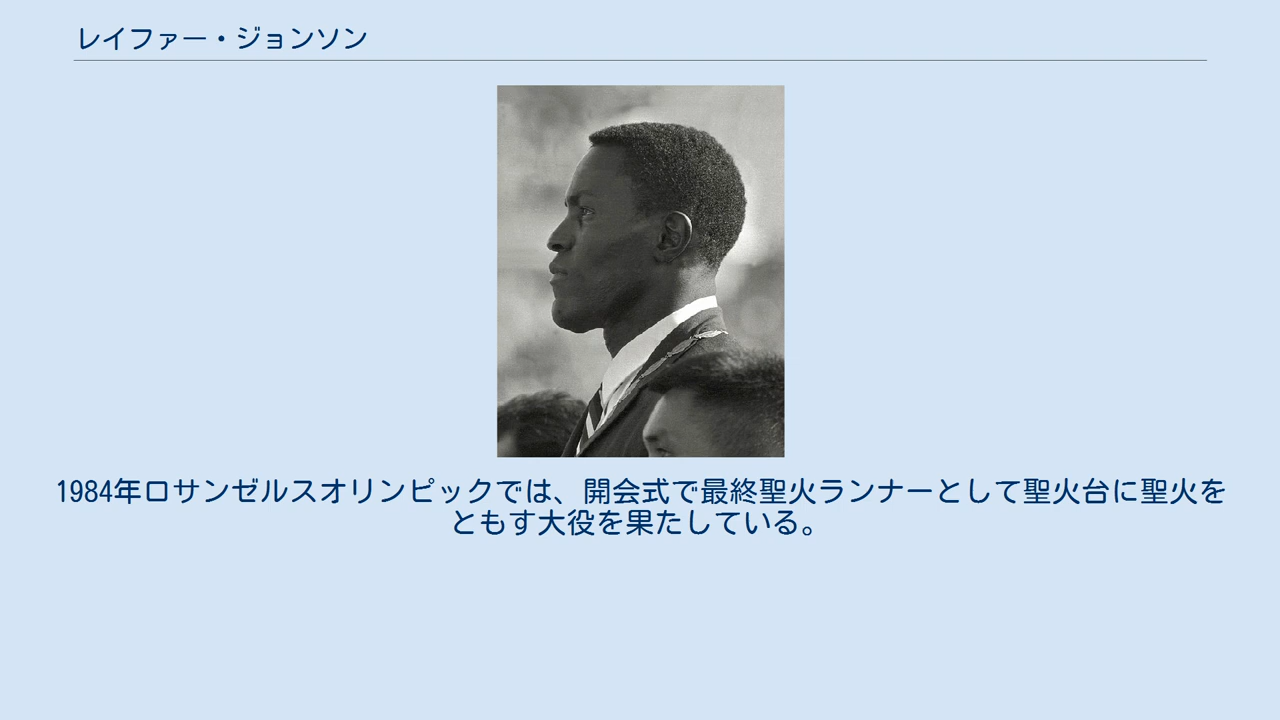 レイファー・ジョンソン
1984年ロサンゼルスオリンピックでは、開会式で最終聖火ランナーとして聖火台に聖火を
ともす大役を果たしている。